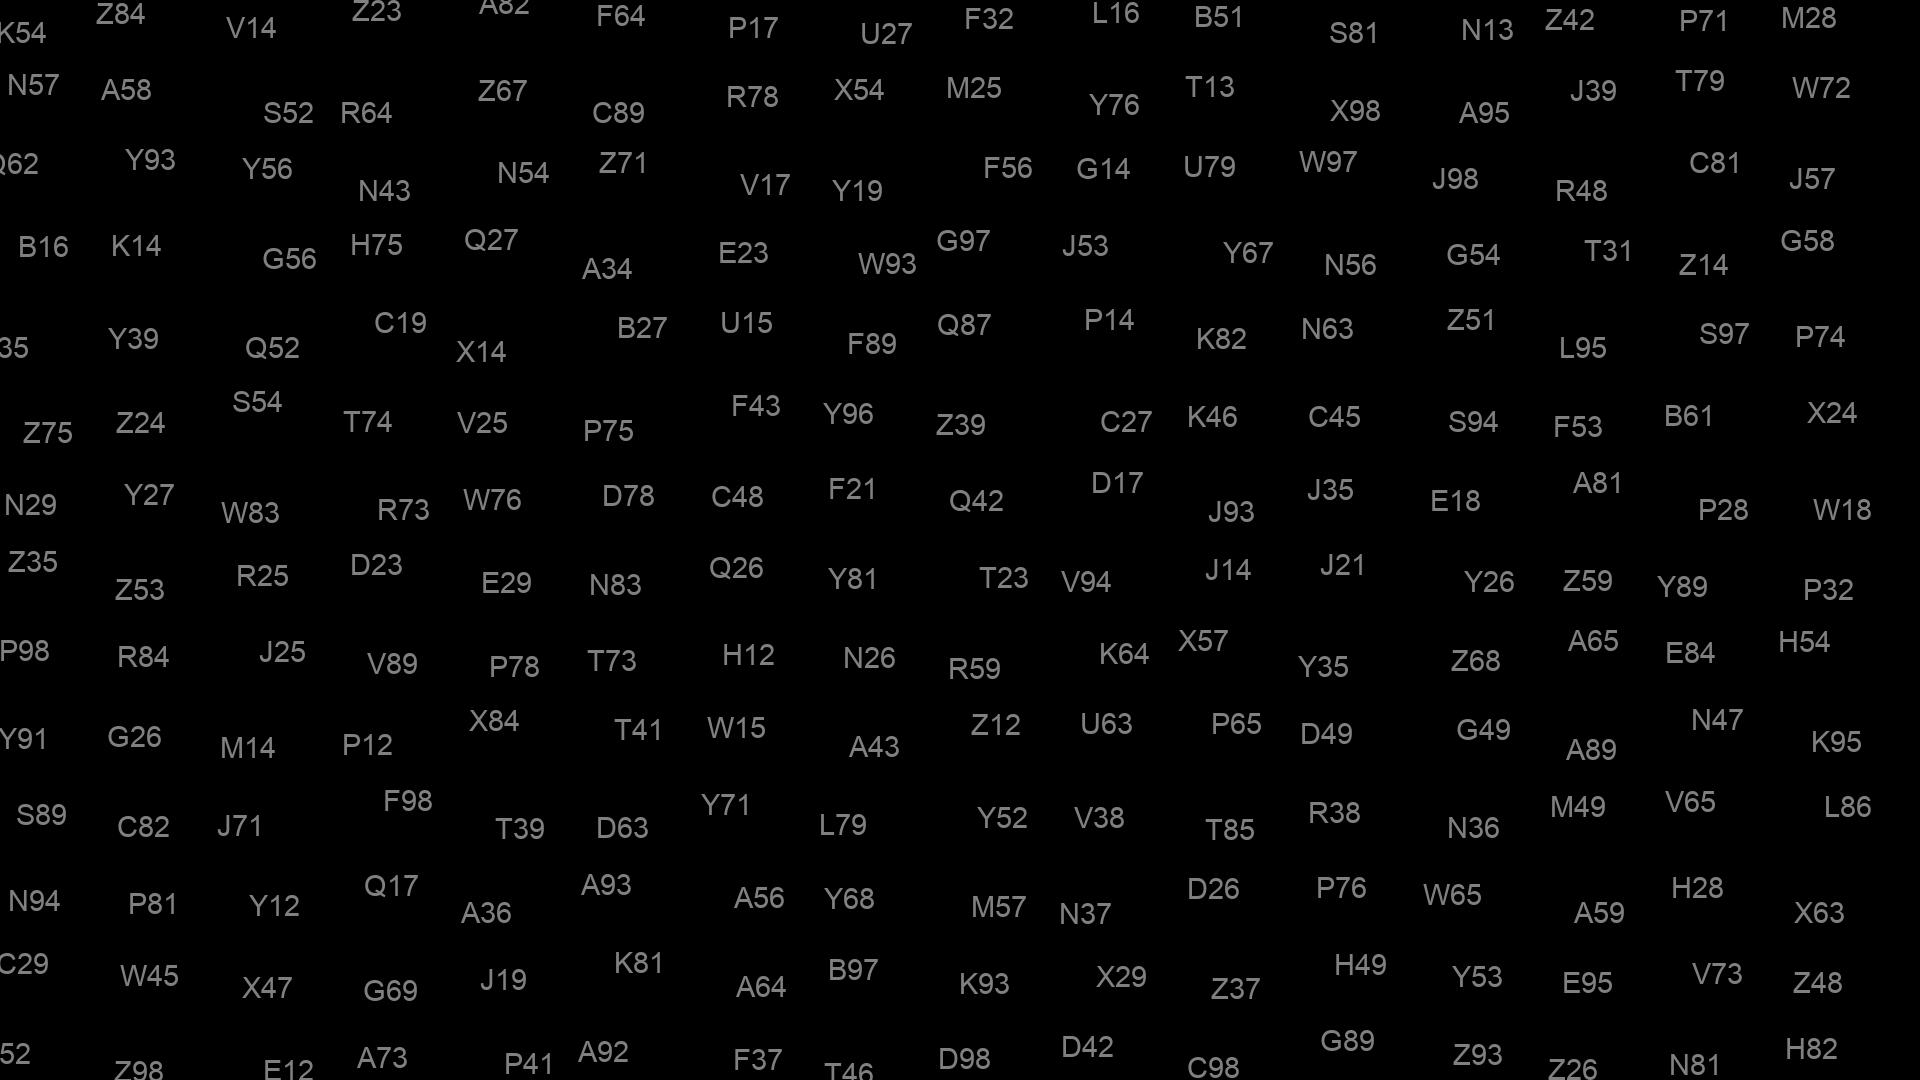 K54 Z84 V14 Z23 A82 F64 P17 U27 F32 L16 B51 S81 N13 Z42 P71 M28
N57 A58 S52 R64 Z67 C89 R78 X54 M25 Y76 T13 X98 A95 J39 T79 W72
Q62 Y93 Y56 N43 N54 Z71 V17 Y19 F56 G14 U79 W97 J98 R48 C81 J57
B16 K14 G56 H75 Q27 A34 E23 W93 G97 J53 Y67 N56 G54 T31 Z14 G58
35 Y39 Q52 C19 X14 B27 U15 F89 Q87 P14 K82 N63 Z51 L95 S97 P74
Z75 Z24 S54 T74 V25 P75 F43 Y96 Z39 C27 K46 C45 S94 F53 B61 X24
N29 Y27 W83 R73 W76 D78 C48 F21 Q42 D17 J93 J35 E18 A81 P28 W18
Z35 Z53 R25 D23 E29 N83 Q26 Y81 T23 V94 J14 J21 Y26 Z59 Y89 P32
P98 R84 J25 V89 P78 T73 H12 N26 R59 K64 X57 Y35 Z68 A65 E84 H54
Y91 G26 M14 P12 X84 T41 W15 A43 Z12 U63 P65 D49 G49 A89 N47 K95
S89 C82 J71 F98 T39 D63 Y71 L79 Y52 V38 T85 R38 N36 M49 V65 L86
N94 P81 Y12 Q17 A36 A93 A56 Y68 M57 N37 D26 P76 W65 A59 H28 X63
C29 W45 X47 G69 J19 K81 A64 B97 K93 X29 Z37 H49 Y53 E95 V73 Z48
52 Z98 E12 A73 P41 A92 F37 T46 D98 D42 C98 G89 Z93 Z26 N81 H82